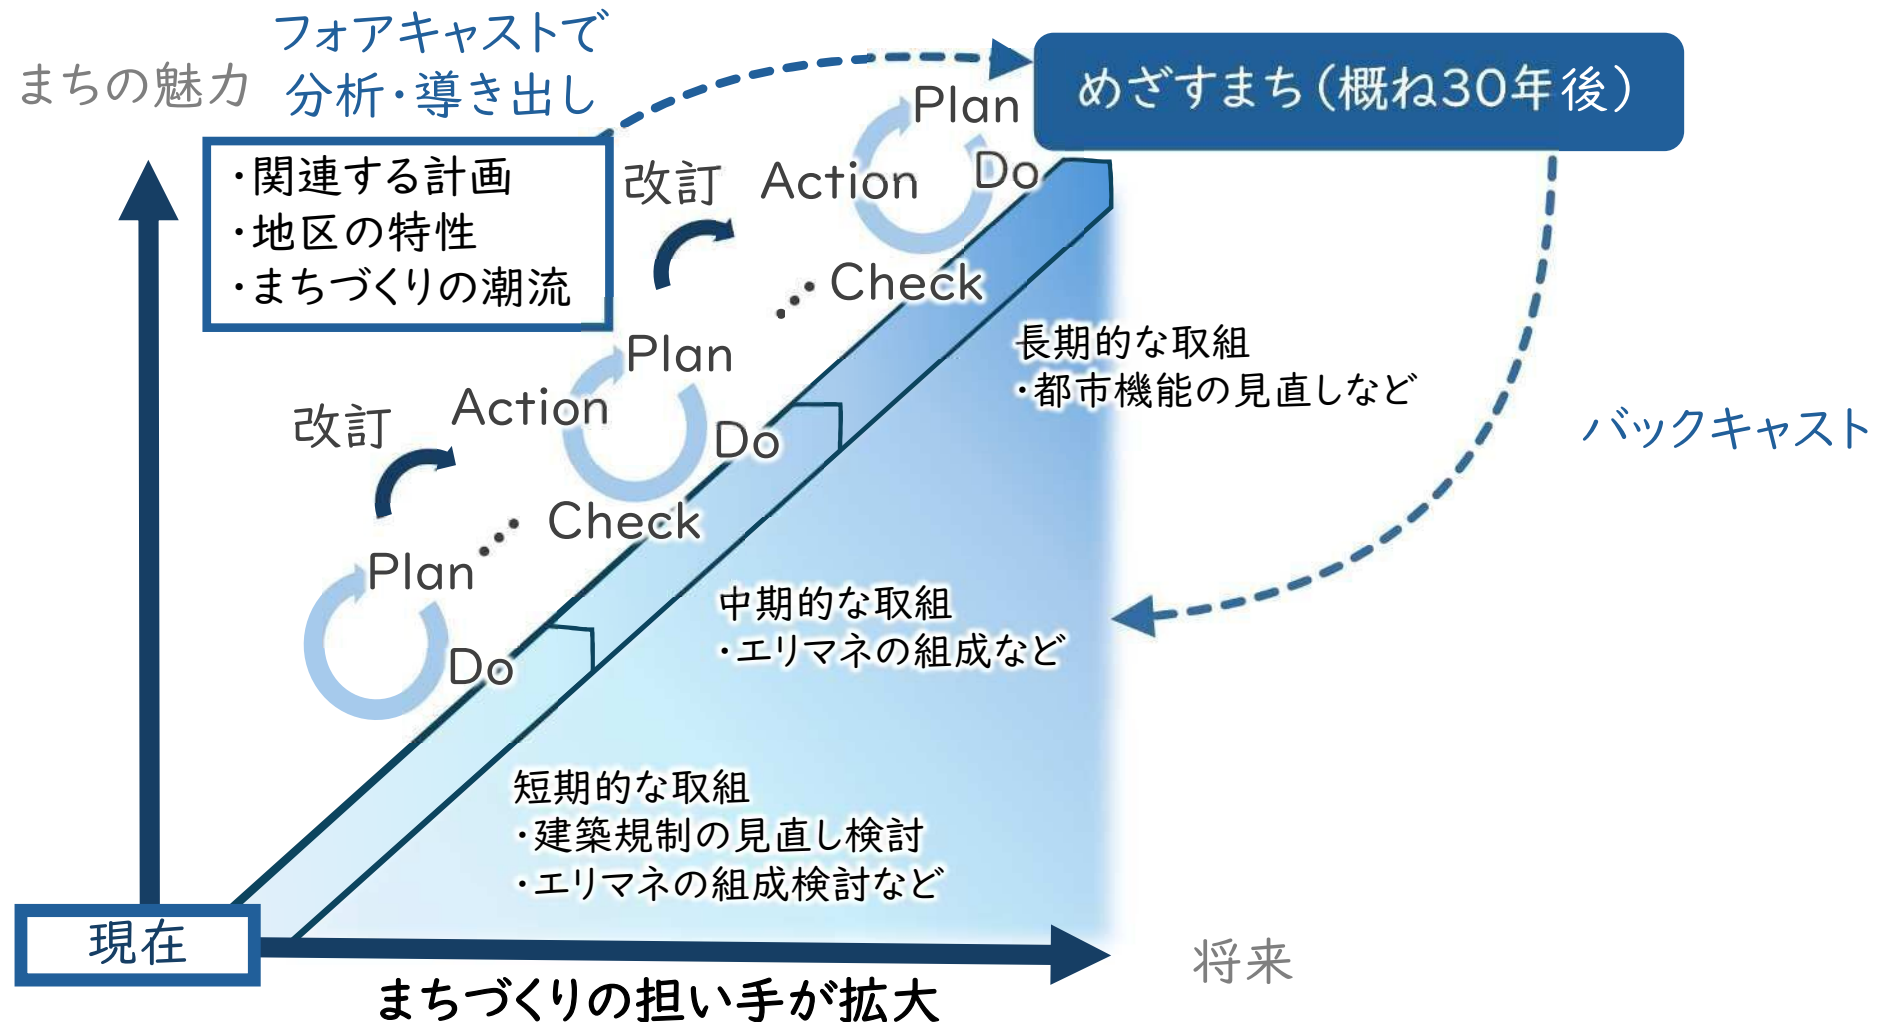 まちの魅力
フォアキャストで
分析・導き出し
めざすまち（概ね30年後）
・関連する計画
・地区の特性
・まちづくりの潮流
改訂
Action
Plan
Do
Check
長期的な取組
・都市機能の見直しなど
バックキャスト
改訂
Action
Plan
Do
Check
中期的な取組
・エリマネの組成など
Plan
Do
短期的な取組
・建築規制の見直し検討
・エリマネの組成検討など
現在
まちづくりの担い手が拡大
将来